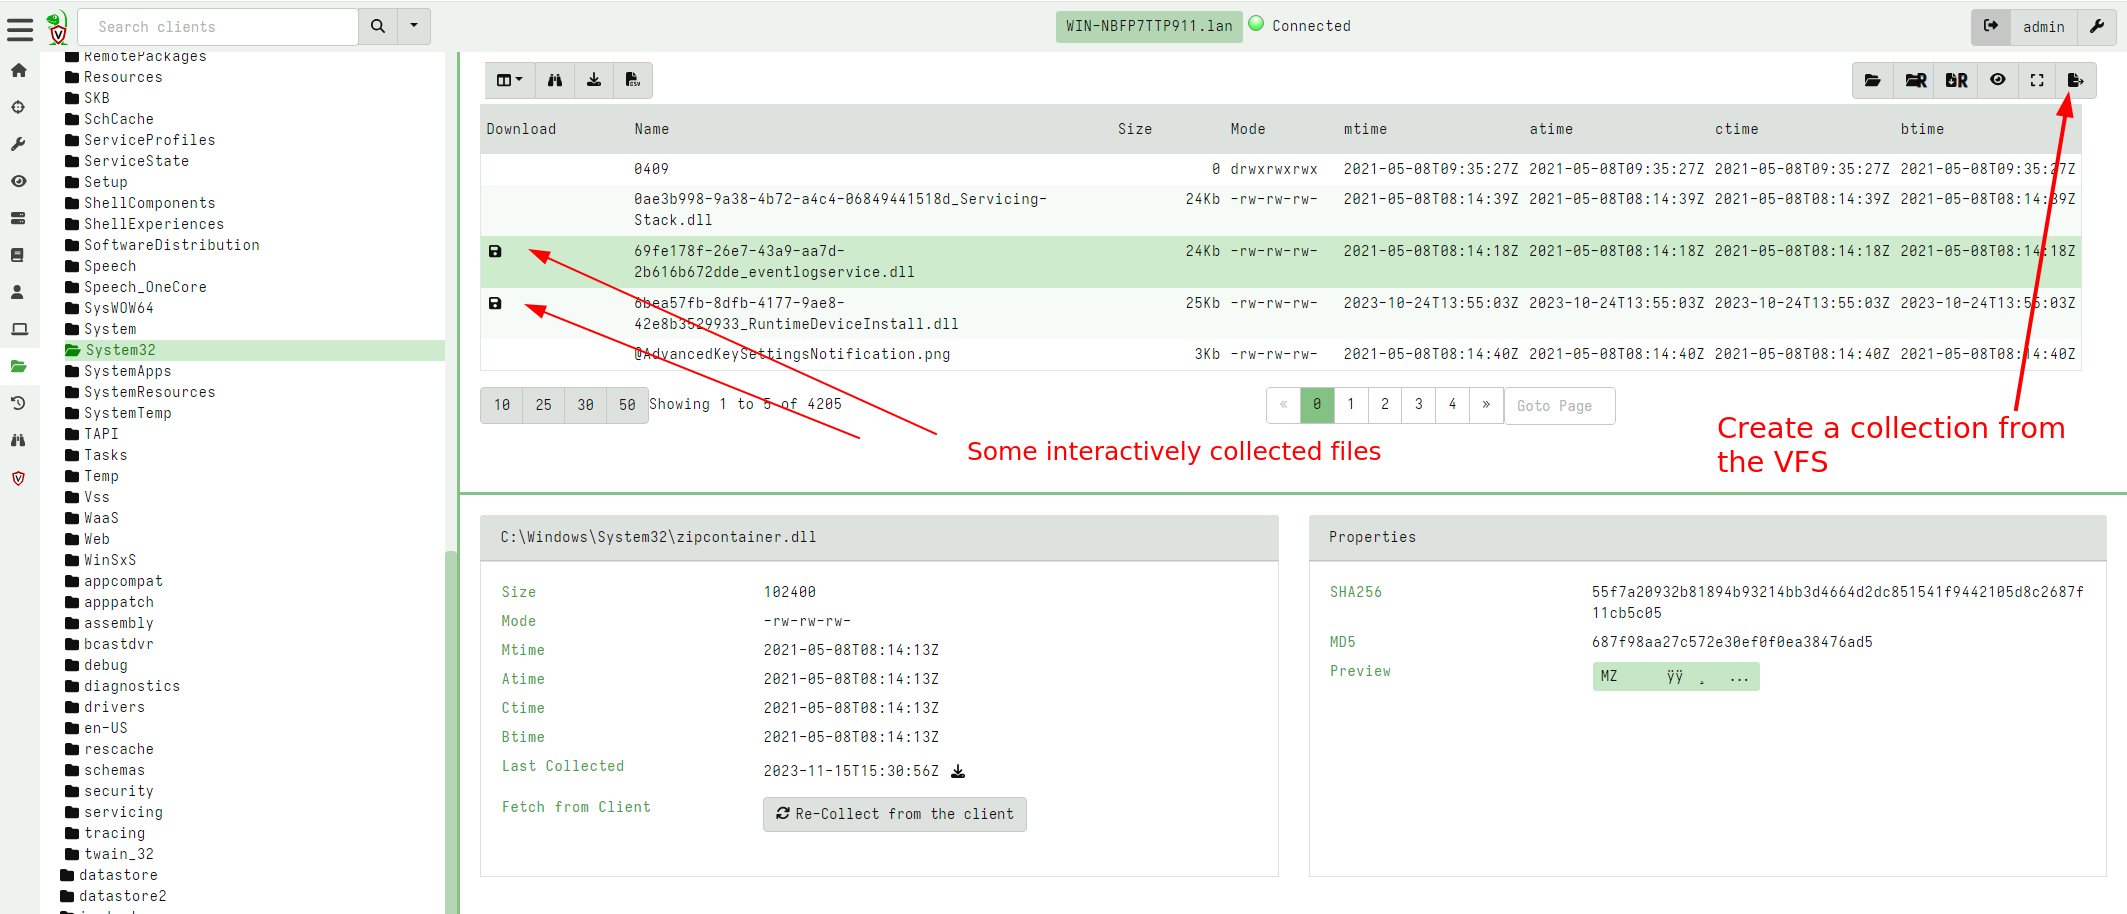 Search clients
WIN-NBFP7TTP911.lan
Connected
admin
RemotePackages
Resources
SKB
SchCache
ServiceProfiles
ServiceState
Setup
ShellComponents
ShellExperiences
SoftwareDistribution
Speech
Speech_OneCore
SysWOW64
System
System32
SystemApps
SystemResources
SystemTemp
TAPI
Tasks
Temp
Vss
WaaS
Web
WinSxS
appcompat
apppatch
assembly
bcastdvr
debug
diagnostics
drivers
en-US
rescache
schemas
security
servicing
tracing
twain_32
datastore
datastore2
CSV
R
R
Download Name Size Mode mtime atime ctime btime
0409 0 drwxrwxrwx 2021-05-08T09:35:27Z 2021-05-08T09:35:27Z 2021-05-08T09:35:27Z 2021-05-08T09:35:27Z
0ae3b998-9a38-4b72-a4c4-06849441518d_Servicing- 24Kb -rw-rw-rw- 2021-05-08T08:14:39Z 2021-05-08T08:14:39Z 2021-05-08T08:14:39Z 2021-05-08T08:14:39Z
Stack.dll
69fe178f-26e7-43a9-aa7d- 24Kb -rw-rw-rw- 2021-05-08T08:14:18Z 2021-05-08T08:14:18Z 2021-05-08T08:14:18Z 2021-05-08T08:14:18Z
2b616b672dde_eventlogservice.dll
6bea57fb-8dfb-4177-9ae8- 25Kb -rw-rw-rw- 2023-10-24T13:55:03Z 2023-10-24T13:55:03Z 2023-10-24T13:55:03Z 2023-10-24T13:55:03Z
42e8b3529933_RuntimeDeviceInstall.dll
@AdvancedKeySettingsNotification.png 3Kb -rw-rw-rw- 2021-05-08T08:14:40Z 2021-05-08T08:14:40Z 2021-05-08T08:14:40Z 2021-05-08T08:14:40Z
10 25 30 50 Showing 1 to 5 of 4205
« 0 1 2 3 4 » Goto Page
Some interactively collected files
Create a collection from
the VFS
C:\Windows\System32\zipcontainer.dll
Size 102400
Mode -rw-rw-rw-
Mtime 2021-05-08T08:14:13Z
Atime 2021-05-08T08:14:13Z
Ctime 2021-05-08T08:14:13Z
Btime 2021-05-08T08:14:13Z
Last Collected 2023-11-15T15:30:56Z
Fetch from Client Re-Collect from the client
Properties
SHA256 55f7a20932b81894b93214bb3d4664d2dc851541f9442105d8c2687f
11cb5c05
MD5 687f98aa27c572e30ef0f0ea38476ad5
Preview MZ ÿÿ ¸ ...